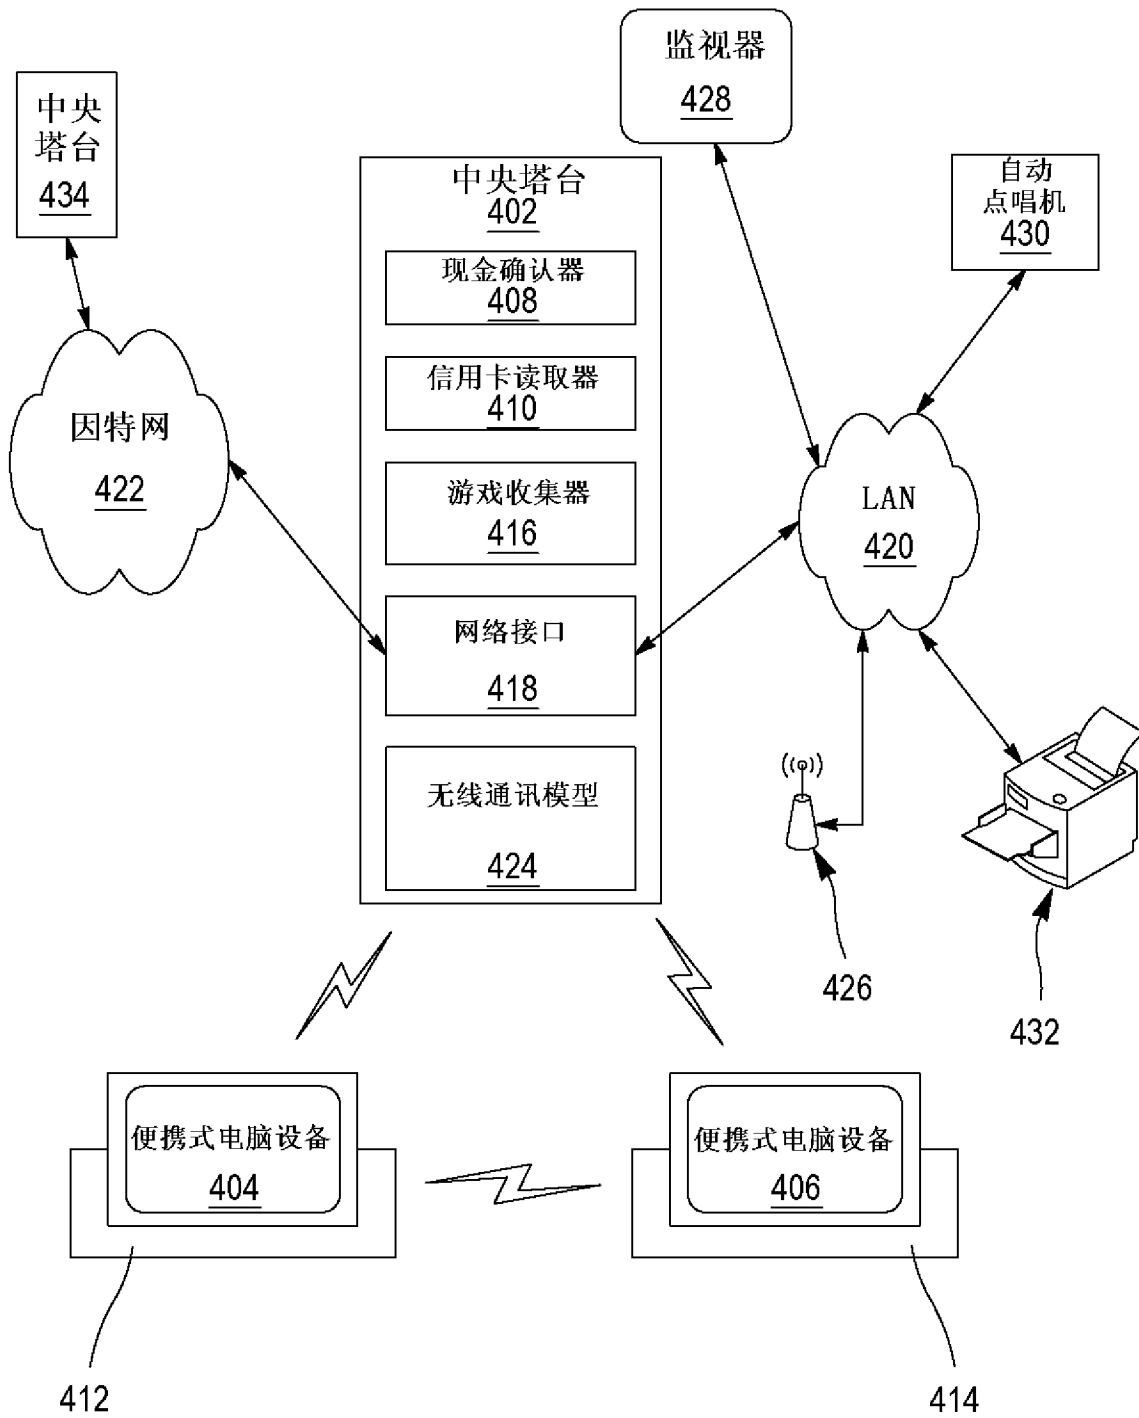 监视器
428
中央
塔台
434
中央塔台
402
自动
点唱机
430
现金确认器
408
信用卡读取器
410
因特网
422
游戏收集器
416
LAN
420
网络接口
418
无线通讯模型
424
426
432
便携式电脑设备
404
便携式电脑设备
406
412
414